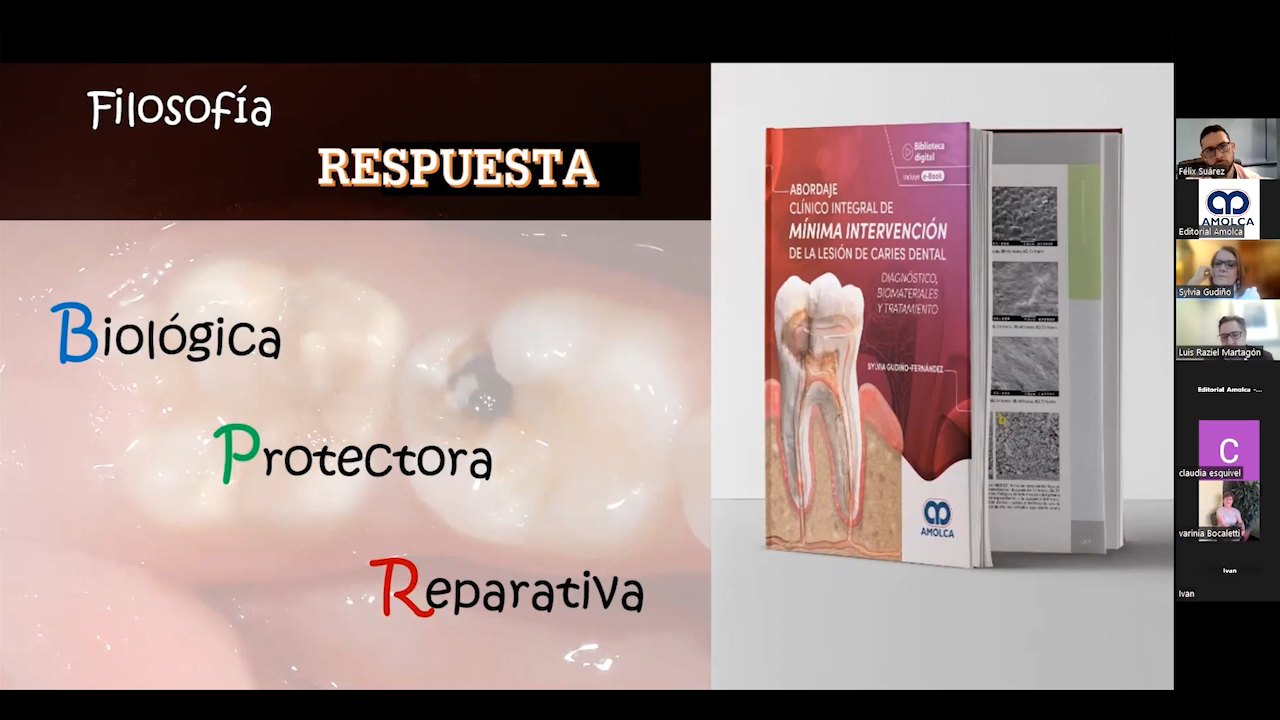 Filosofía
RESPUESTA
Biológica
Protectora
Reparativa
Biblioteca
digital
Incluye e-Book
ABORDAJE
CLÍNICO INTEGRAL DE
MÍNIMA INTERVENCIÓN
DE LA LESIÓN DE CARIES DENTAL
DIAGNÓSTICO,
BIOMATERIALES
Y TRATAMIENTO
SYLVIA GUDIÑO-FERNÁNDEZ
AMOLCA
Félix Suárez
AMOLCA
Editorial Amolca
Sylvia Gudiño
Luis Raziel Martagón
Editorial Amolca -...
C
claudia esquivel
varinia Bocaletti
Ivan
Ivan